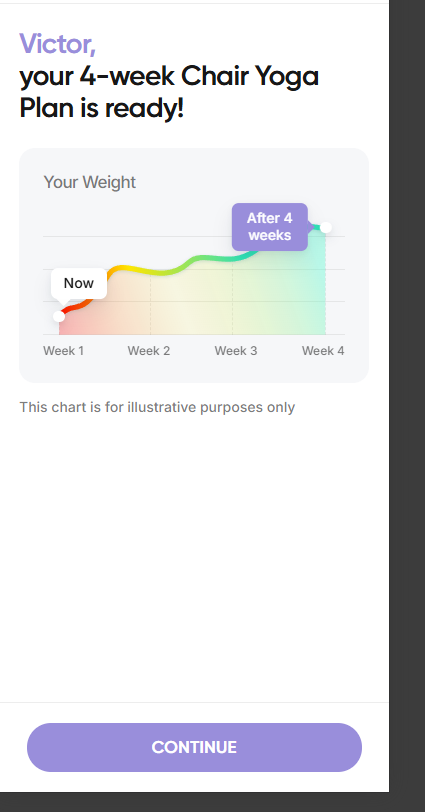 Victor,
your 4-week Chair Yoga
Plan is ready!
Your Weight
After 4
weeks
Now
Week 1
Week 2
Week 3
Week 4
This chart is for illustrative purposes only
CONTINUE